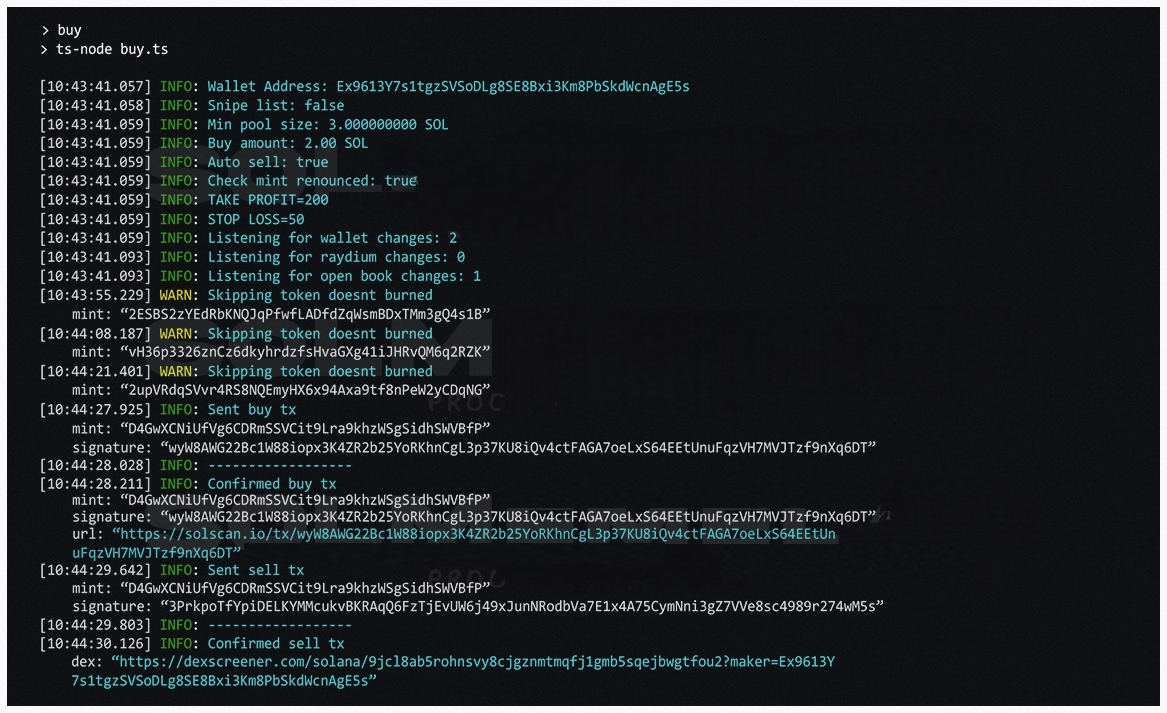 > buy
> ts-node buy.ts
[10:43:41.057] INFO: Wallet Address: Ex9613Y7s1tgzSVSoDLg8SE8Bxi3Km8PbSkdWcnAgE5s
[10:43:41.058] INFO: Snipe list: false
[10:43:41.059] INFO: Min pool size: 3.000000000 SOL
[10:43:41.059] INFO: Buy amount: 2.00 SOL
[10:43:41.059] INFO: Auto sell: true
[10:43:41.059] INFO: Check mint renounced: true
[10:43:41.059] INFO: TAKE PROFIT=200
[10:43:41.059] INFO: STOP LOSS=50
[10:43:41.059] INFO: Listening for wallet changes: 2
[10:43:41.093] INFO: Listening for raydium changes: 0
[10:43:41.093] INFO: Listening for open book changes: 1
[10:43:55.229] WARN: Skipping token doesnt burned
mint: “2ESBS2zYEdRbKNQJqPfwfLADfdZqWsmBDxTMm3gQ4s1B”
[10:44:08.187] WARN: Skipping token doesnt burned
mint: “vH36p3326znCz6dkyhrdzfsHvaGXg41iJHRvQM6q2RZK”
[10:44:21.401] WARN: Skipping token doesnt burned
mint: “2upVRdqSVvr4RS8NQEmyHX6x94Axa9tf8nPeW2yCDqNG”
[10:44:27.925] INFO: Sent buy tx
mint: “D4GwXCNiUfVg6CDRmSSVCit9Lra9khzWSgSidhSWVBfP”
signature: “wyW8AWG22Bc1W88iopx3K4ZR2b25YoRKhnCgL3p37KU8iQv4ctFAGA7oeLxS64EEtUnuFqzVH7MVJTzf9nXq6DT”
[10:44:28.028] INFO: ------------------
[10:44:28.211] INFO: Confirmed buy tx
mint: “D4GwXCNiUfVg6CDRmSSVCit9Lra9khzWSgSidhSWVBfP”
signature: “wyW8AWG22Bc1W88iopx3K4ZR2b25YoRKhnCgL3p37KU8iQv4ctFAGA7oeLxS64EEtUnuFqzVH7MVJTzf9nXq6DT”
url: “https://solscan.io/tx/wyW8AWG22Bc1W88iopx3K4ZR2b25YoRKhnCgL3p37KU8iQv4ctFAGA7oeLxS64EEtUn
uFqzVH7MVJTzf9nXq6DT”
[10:44:29.642] INFO: Sent sell tx
mint: “D4GwXCNiUfVg6CDRmSSVCit9Lra9khzWSgSidhSWVBfP”
signature: “3PrkpoTfYpiDELKYMMcukvBKRAqQ6FzTjEvUW6j49xJunNRodbVa7E1x4A75CymNni3gZ7VVe8sc4989r274wM5s”
[10:44:29.803] INFO: ------------------
[10:44:30.126] INFO: Confirmed sell tx
dex: “https://dexscreener.com/solana/9jcl8ab5rohnsvy8cjgznmtmqfj1gmb5sqejbwgtfou2?maker=Ex9613Y
7s1tgzSVSoDLg8SE8Bxi3Km8PbSkdWcnAgE5s”